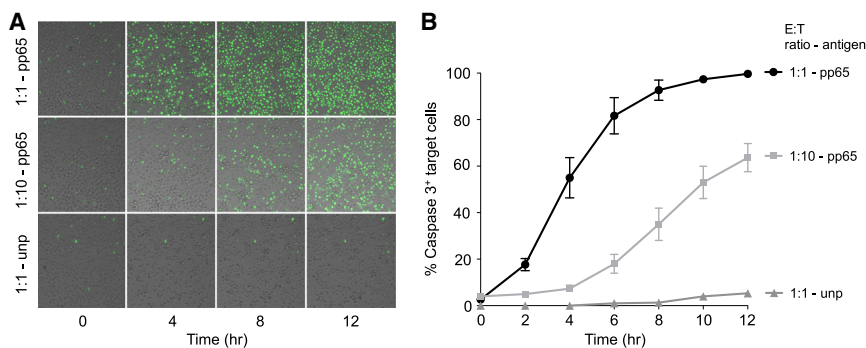 A
1:1 - pp65
1:10 - pp65
1:1 - unp
0
4
8
12
Time (hr)
B
E:T
ratio - antigen
% Caspase 3⁺ target cells
100
80
60
40
20
0
0
2
4
6
8
10
12
Time (hr)
1:1 - pp65
1:10 - pp65
1:1 - unp